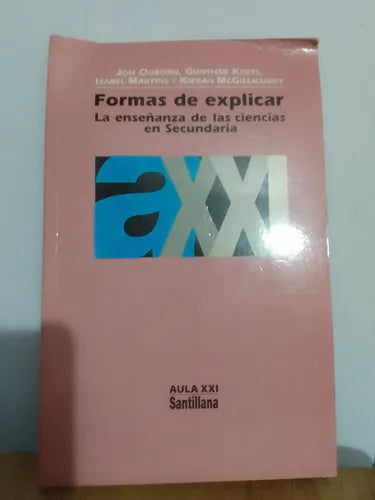 JON OGBORN, GUNTHER KRESS,
ISABEL MARTINS Y KIERAN MCGILLICUDDY
Formas de explicar
La enseñanza de las ciencias
en Secundaria
aXXI
AULA XXI
Santillana